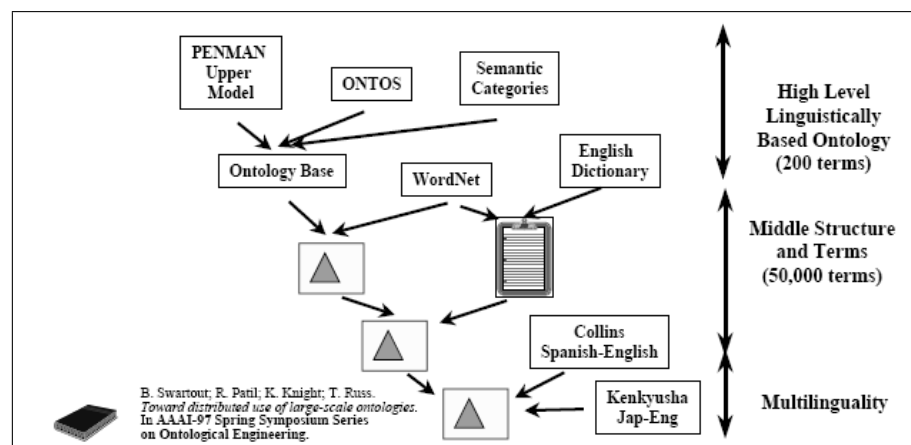 PENMAN
Upper
Model
ONTOS
Semantic
Categories
High Level
Linguistically
Based Ontology
(200 terms)
Ontology Base
WordNet
English
Dictionary
Middle Structure
and Terms
(50,000 terms)
Collins
Spanish-English
Kenkyusha
Jap-Eng
Multilinguality
B. Swartout; R. Patil; K. Knight; T. Russ.
Toward distributed use of large-scale ontologies.
In AAAI-97 Spring Symposium Series
on Ontological Engineering.